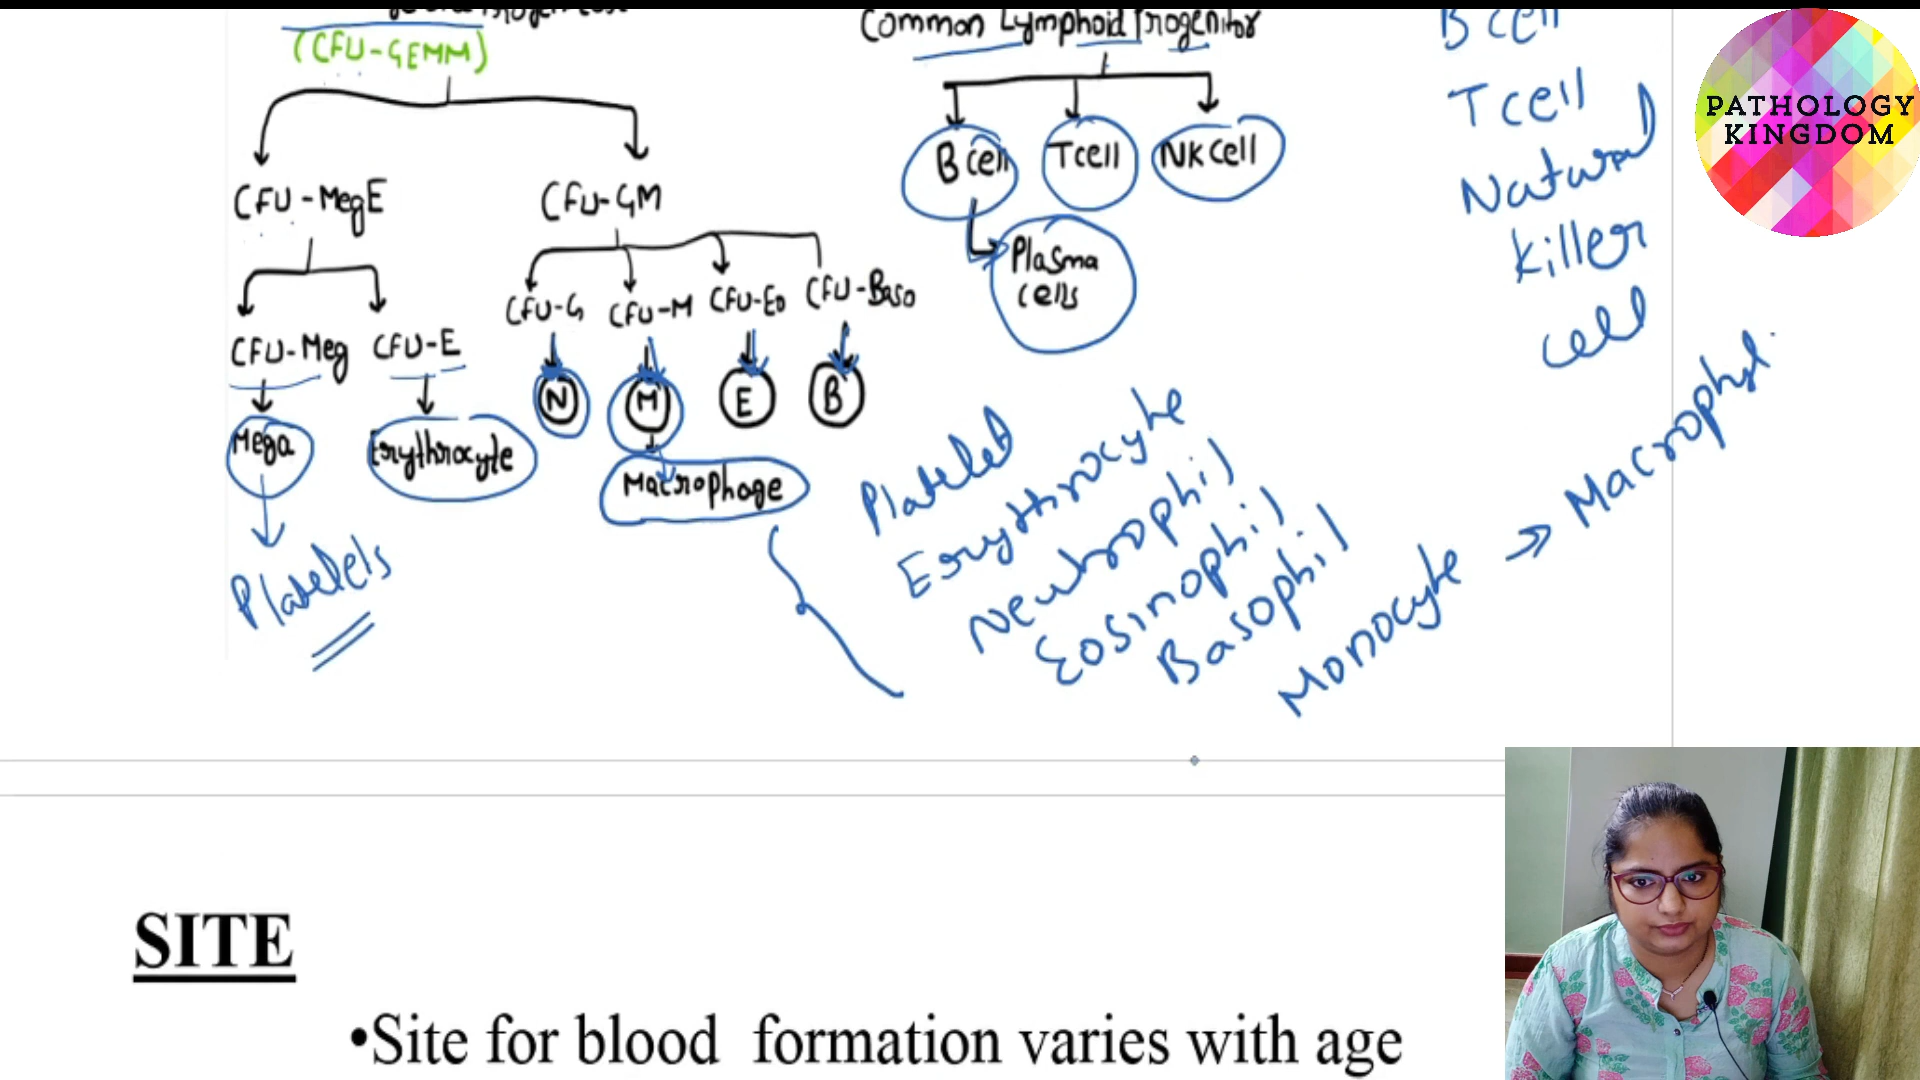 Common Lymphoid Progenitor
(CFU-GEMM)
B cell
T cell
Natural
Killer
cell
PATHOLOGY
KINGDOM
B cell
T cell
NK cell
CFU-MegE
CFU-GM
Plasma
cells
CFU-G
CFU-M
CFU-Eo
CFU-Baso
CFU-Meg
CFU-E
N
M
E
B
Mega
Erythrocyte
Macrophage
Platelets
Platelet
Erythrocyte
Neutrophil
Eosinophil
Basophil
Monocyte → Macrophy
SITE
•Site for blood formation varies with age